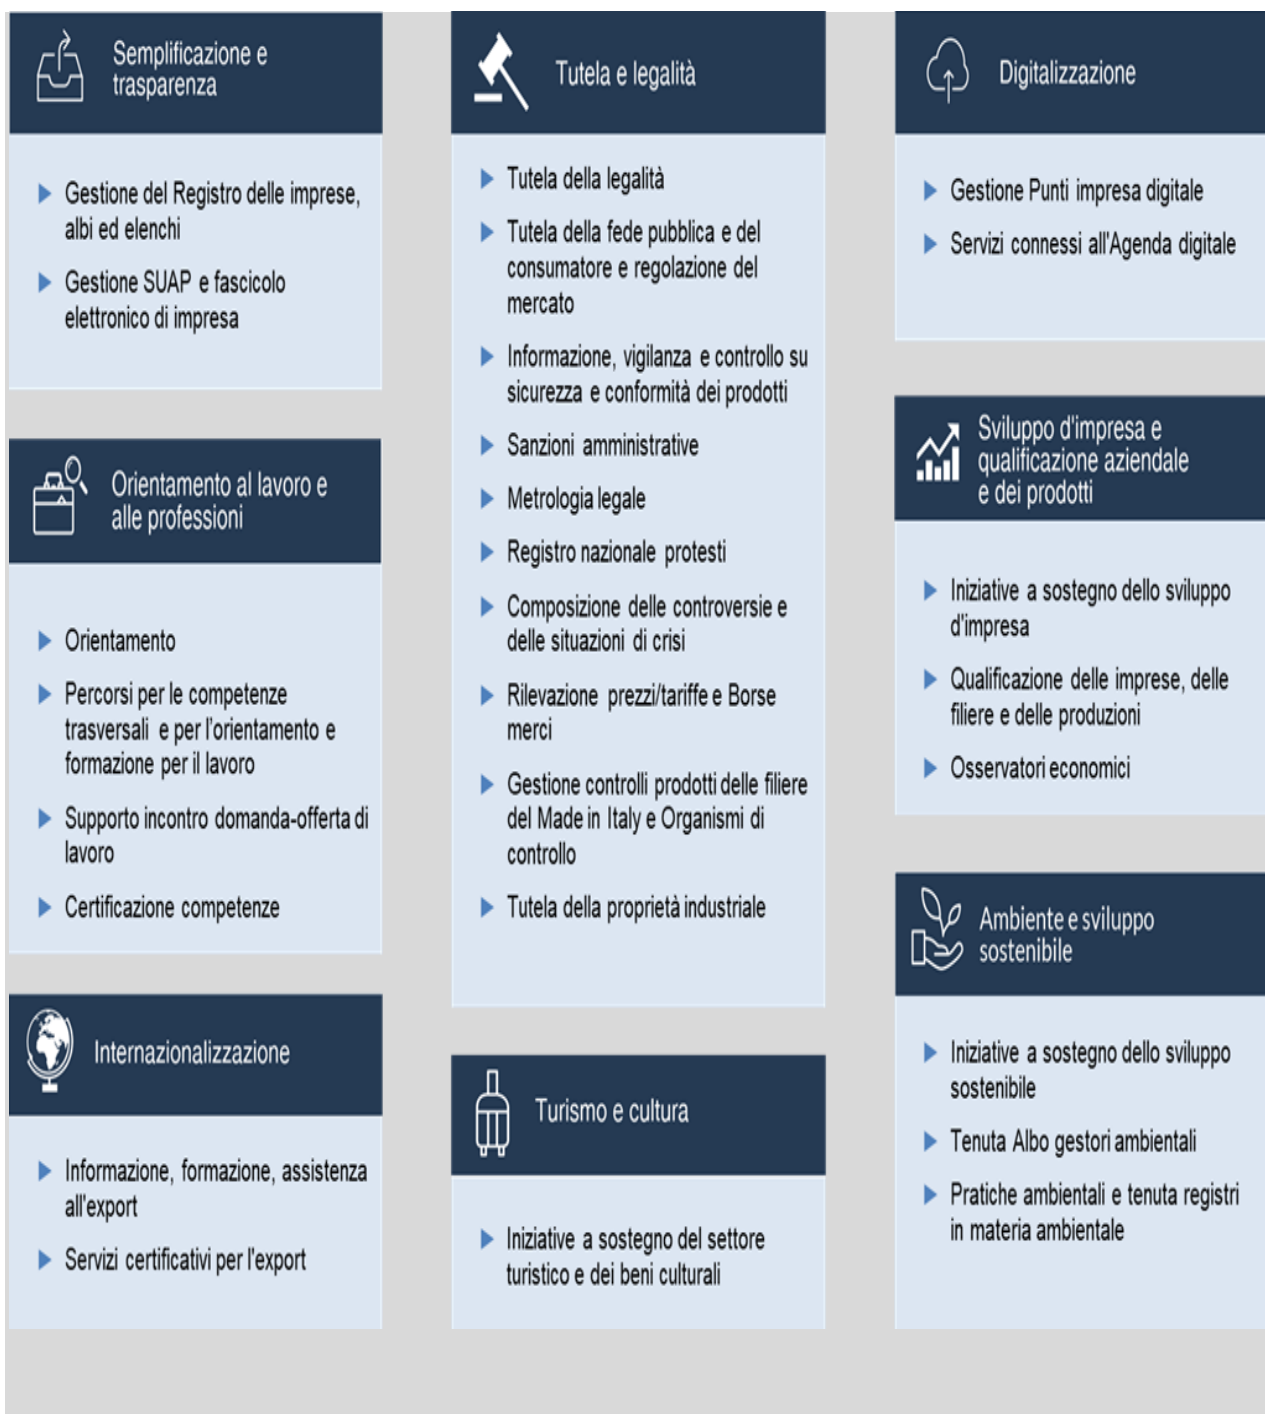 Semplificazione e
trasparenza
Gestione del Registro delle imprese,
albi ed elenchi
Gestione SUAP e fascicolo
elettronico di impresa
Orientamento al lavoro e
alle professioni
Orientamento
Percorsi per le competenze
trasversali e per l'orientamento e
formazione per il lavoro
Supporto incontro domanda-offerta di
lavoro
Certificazione competenze
Internazionalizzazione
Informazione, formazione, assistenza
all'export
Servizi certificativi per l'export
Tutela e legalità
Tutela della legalità
Tutela della fede pubblica e del
consumatore e regolazione del
mercato
Informazione, vigilanza e controllo su
sicurezza e conformità dei prodotti
Sanzioni amministrative
Metrologia legale
Registro nazionale protesti
Composizione delle controversie e
delle situazioni di crisi
Rilevazione prezzi/tariffe e Borse
merci
Gestione controlli prodotti delle filiere
del Made in Italy e Organismi di
controllo
Tutela della proprietà industriale
Turismo e cultura
Iniziative a sostegno del settore
turistico e dei beni culturali
Digitalizzazione
Gestione Punti impresa digitale
Servizi connessi all'Agenda digitale
Sviluppo d'impresa e
qualificazione aziendale
e dei prodotti
Iniziative a sostegno dello sviluppo
d'impresa
Qualificazione delle imprese, delle
filiere e delle produzioni
Osservatori economici
Ambiente e sviluppo
sostenibile
Iniziative a sostegno dello sviluppo
sostenibile
Tenuta Albo gestori ambientali
Pratiche ambientali e tenuta registri
in materia ambientale